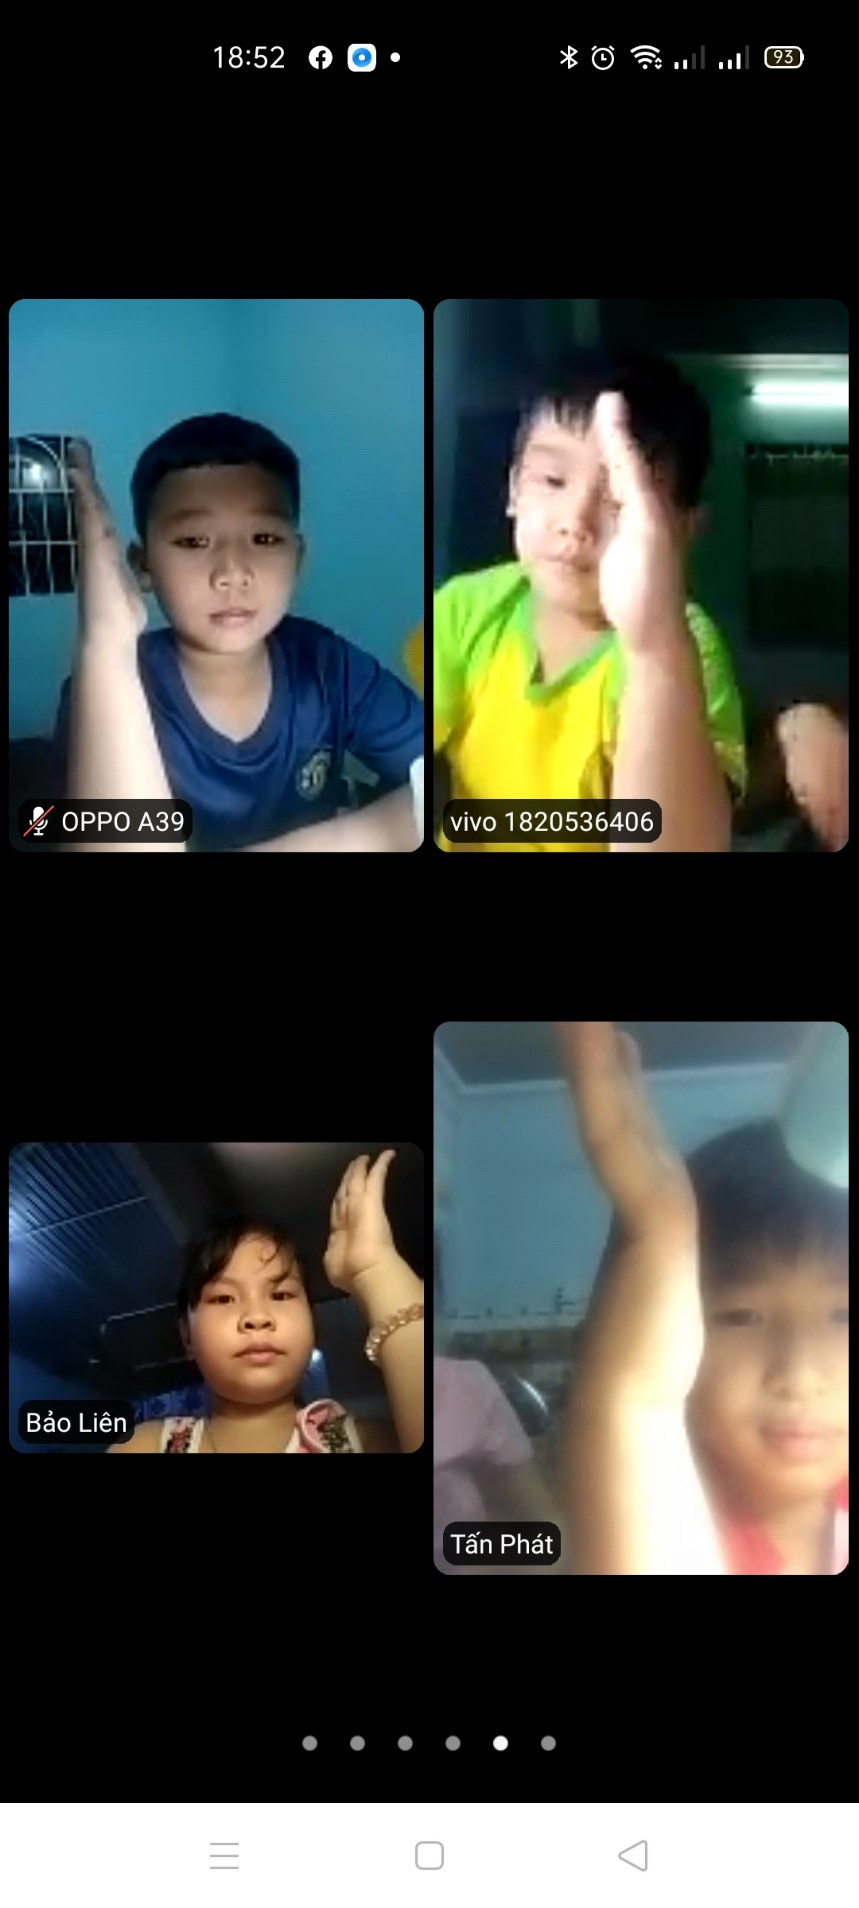 18:52
93
OPPO A39
vivo 1820536406
Bảo Liên
Tấn Phát